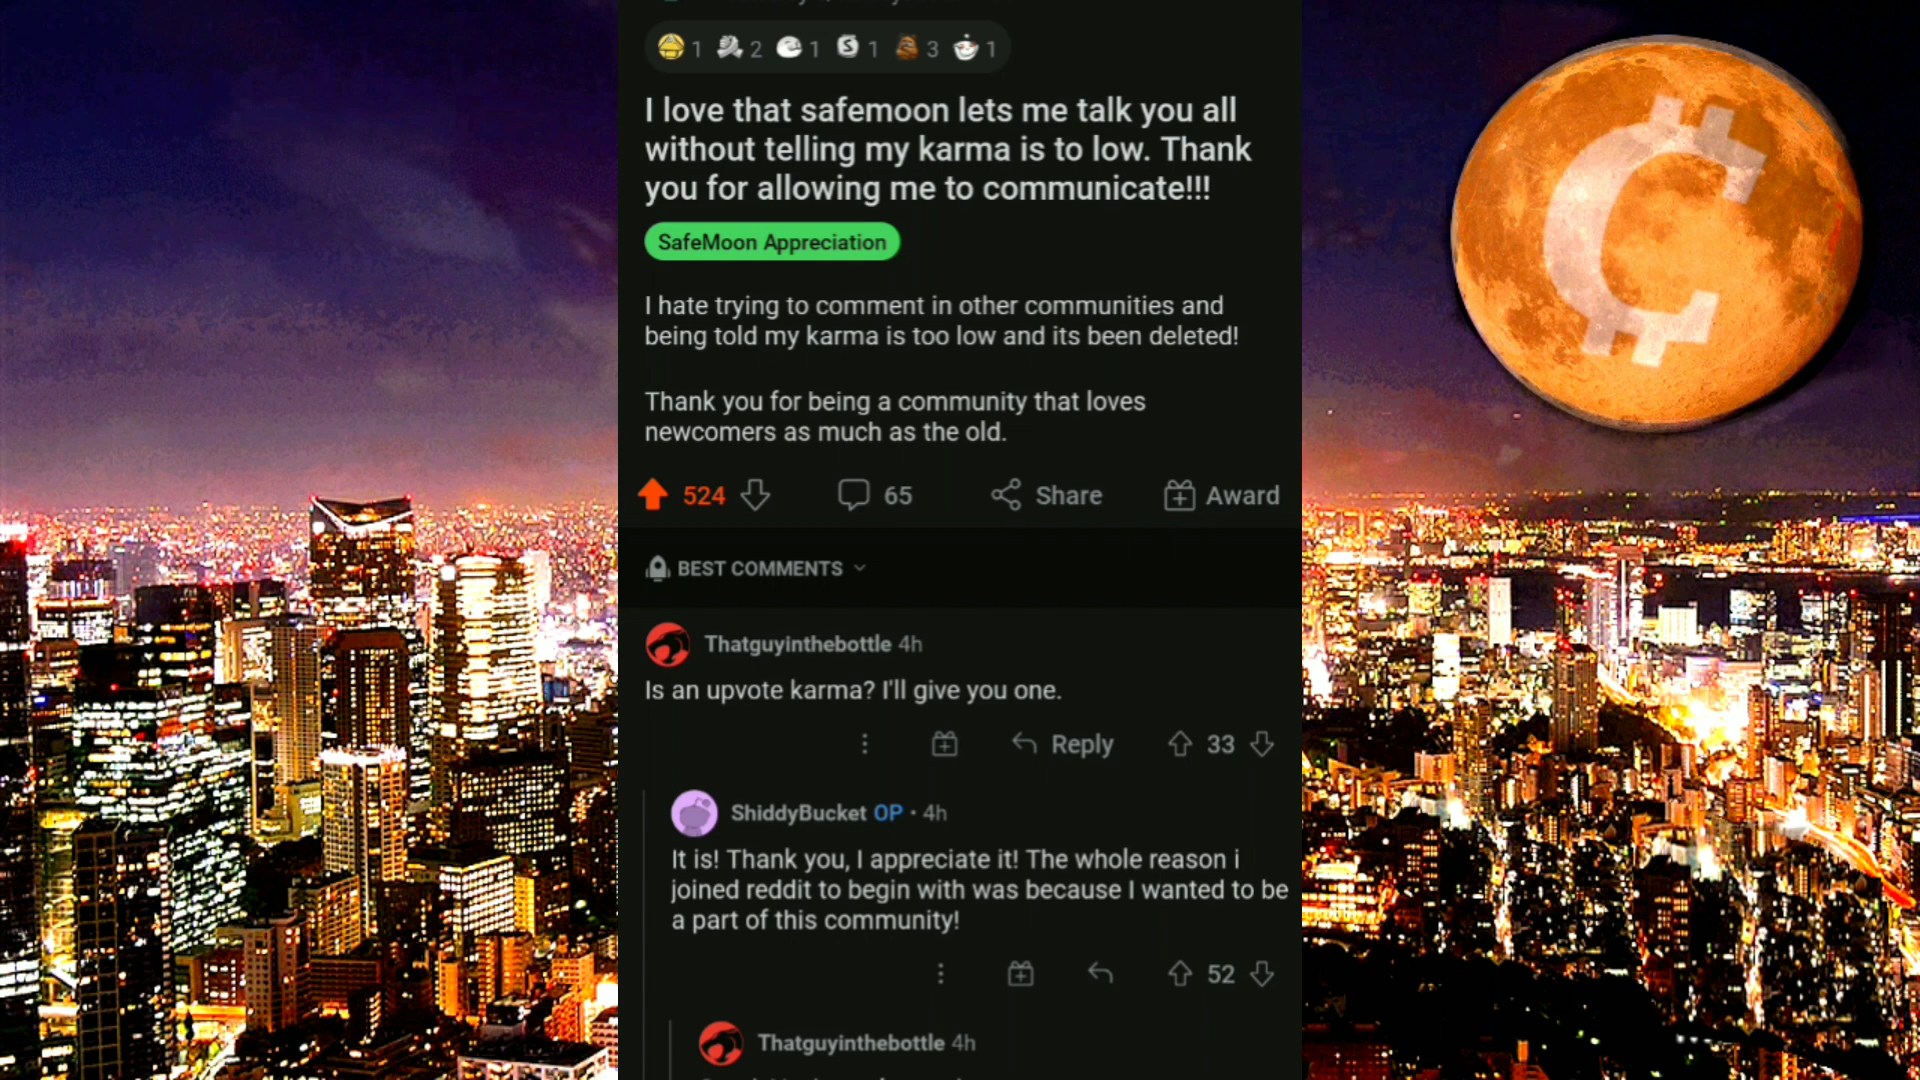 1 2 1 1 3 1
I love that safemoon lets me talk you all
without telling my karma is to low. Thank
you for allowing me to communicate!!!
SafeMoon Appreciation
I hate trying to comment in other communities and
being told my karma is too low and its been deleted!
Thank you for being a community that loves
newcomers as much as the old.
524 65 Share Award
BEST COMMENTS
Thatguyinthebottle 4h
Is an upvote karma? I'll give you one.
Reply 33
ShiddyBucket OP • 4h
It is! Thank you, I appreciate it! The whole reason i
joined reddit to begin with was because I wanted to be
a part of this community!
52
Thatguyinthebottle 4h